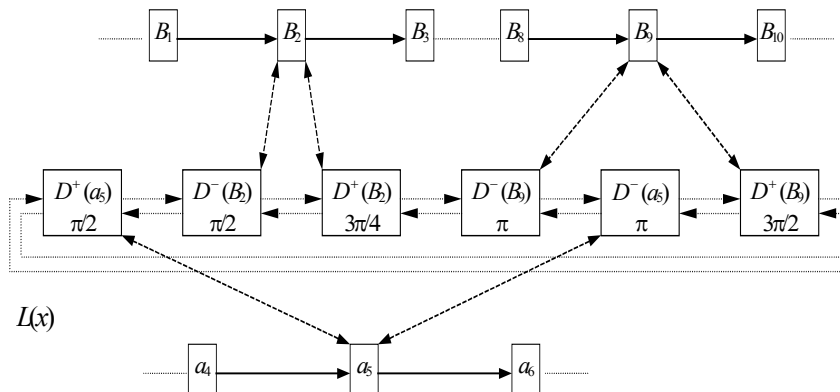 B₁ B₂ B₃ B₈ B₉ B₁₀
D⁺(a₅) D⁻(B₂) D⁺(B₂) D⁻(B₉) D⁻(a₅) D⁺(B₉)
π/2 π/2 3π/4 π π 3π/2
L(x)
a₄ a₅ a₆